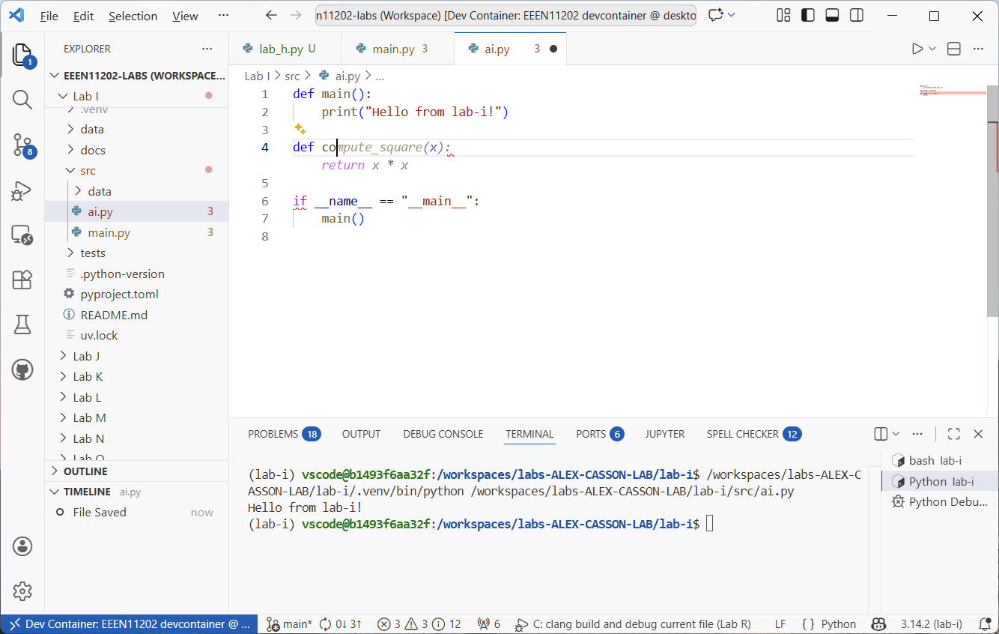 File Edit Selection View ··· n11202-labs (Workspace) [Dev Container: EEEN11202 devcontainer @ deskto
EXPLORER
1
EEEN11202-LABS (WORKSPACE...
Lab I
.venv
data
docs
8
src
data
ai.py 3
main.py 3
tests
.python-version
pyproject.toml
README.md
uv.lock
Lab J
Lab K
Lab L
Lab M
Lab N
Lab O
OUTLINE
TIMELINE ai.py
File Saved now
lab_h.py U main.py 3 ai.py 3
Lab I > src > ai.py > ...
1 def main():
2 print("Hello from lab-i!")
3
4 def compute_square(x):
return x * x
5
6 if __name__ == "__main__":
7 main()
8
PROBLEMS 18 OUTPUT DEBUG CONSOLE TERMINAL PORTS 6 JUPYTER SPELL CHECKER 12
(lab-i) vscode@b1493f6aa32f:/workspaces/labs-ALEX-CASSON-LAB/lab-i$ /workspaces/labs-ALEX-C
ASSON-LAB/lab-i/.venv/bin/python /workspaces/labs-ALEX-CASSON-LAB/lab-i/src/ai.py
Hello from lab-i!
(lab-i) vscode@b1493f6aa32f:/workspaces/labs-ALEX-CASSON-LAB/lab-i$
bash lab-i
Python lab-i
Python Debu...
Dev Container: EEEN11202 devcontainer @ ... main* 0↓ 3↑ 3 3 12 6 C: clang build and debug current file (Lab R) LF { } Python 3.14.2 (lab-i)